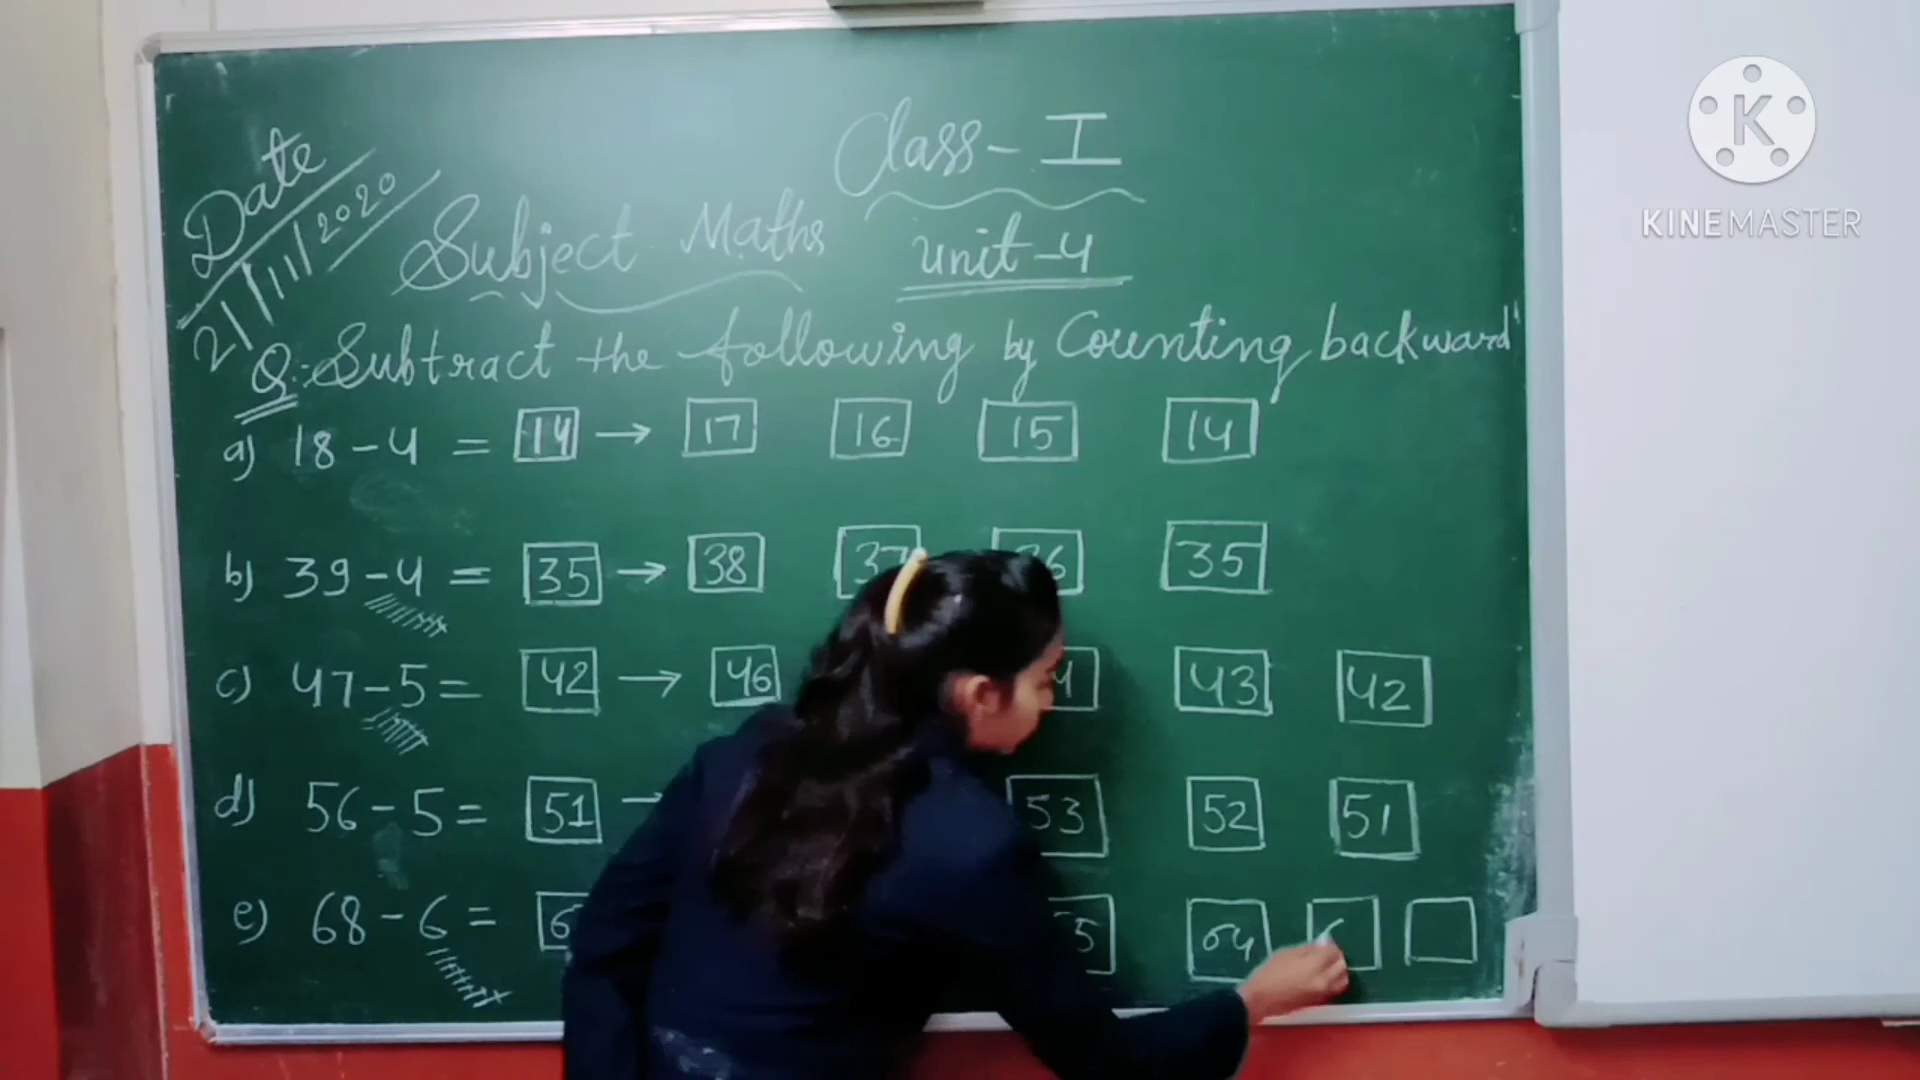 Class - I
Date
21/11/2020
Subject Maths unit - 4
Q:- Subtract the following by Counting backward"
a) 18 - 4 = 14 → 17 16 15 14
b) 39 - 4 = 35 → 38 37 36 35
c) 47 - 5 = 42 → 46 43 42
d) 56 - 5 = 51 → 53 52 51
e) 68 - 6 = 64
K
KINEMASTER